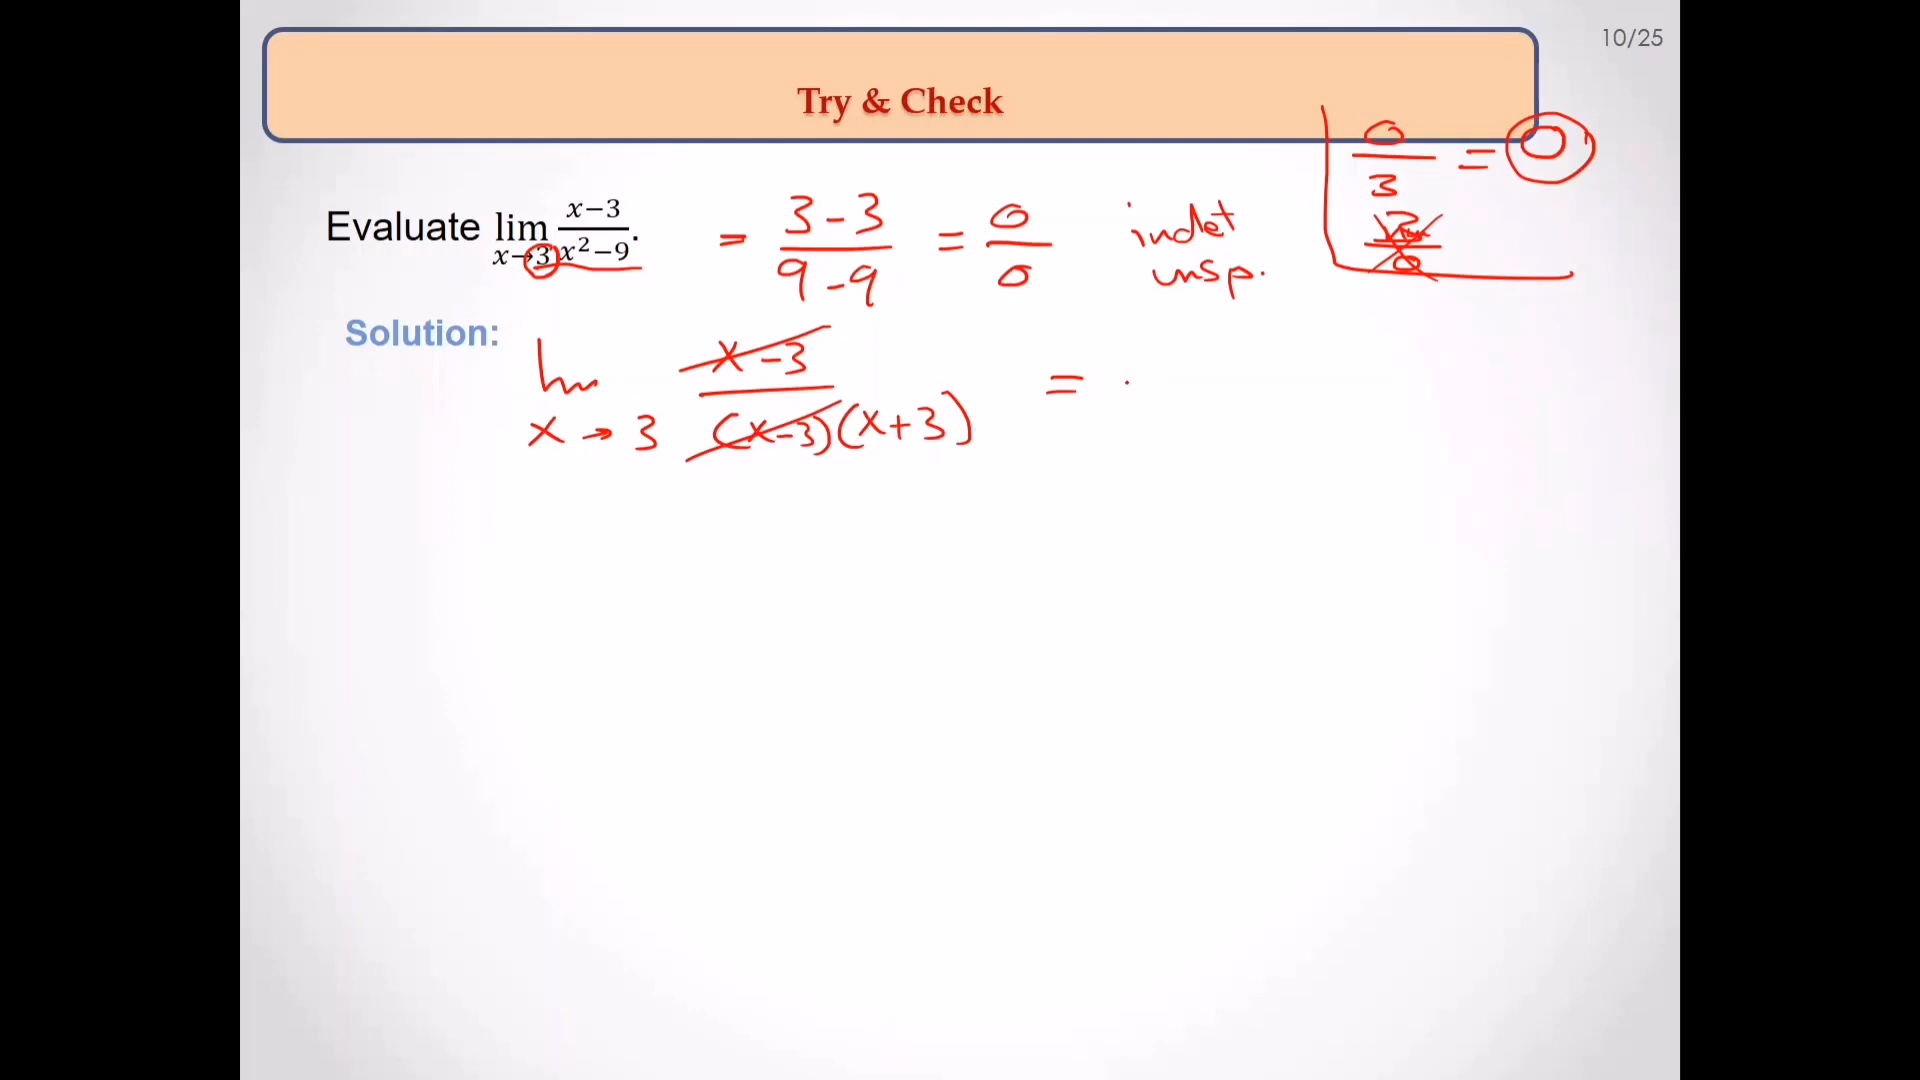 10/25
Try & Check
0/3 = 0
Evaluate lim x→3 x−3/x²−9. = 3-3/9-9 = 0/0 indet
unsp.
Solution:
lim x→3 x-3/(x-3)(x+3) =